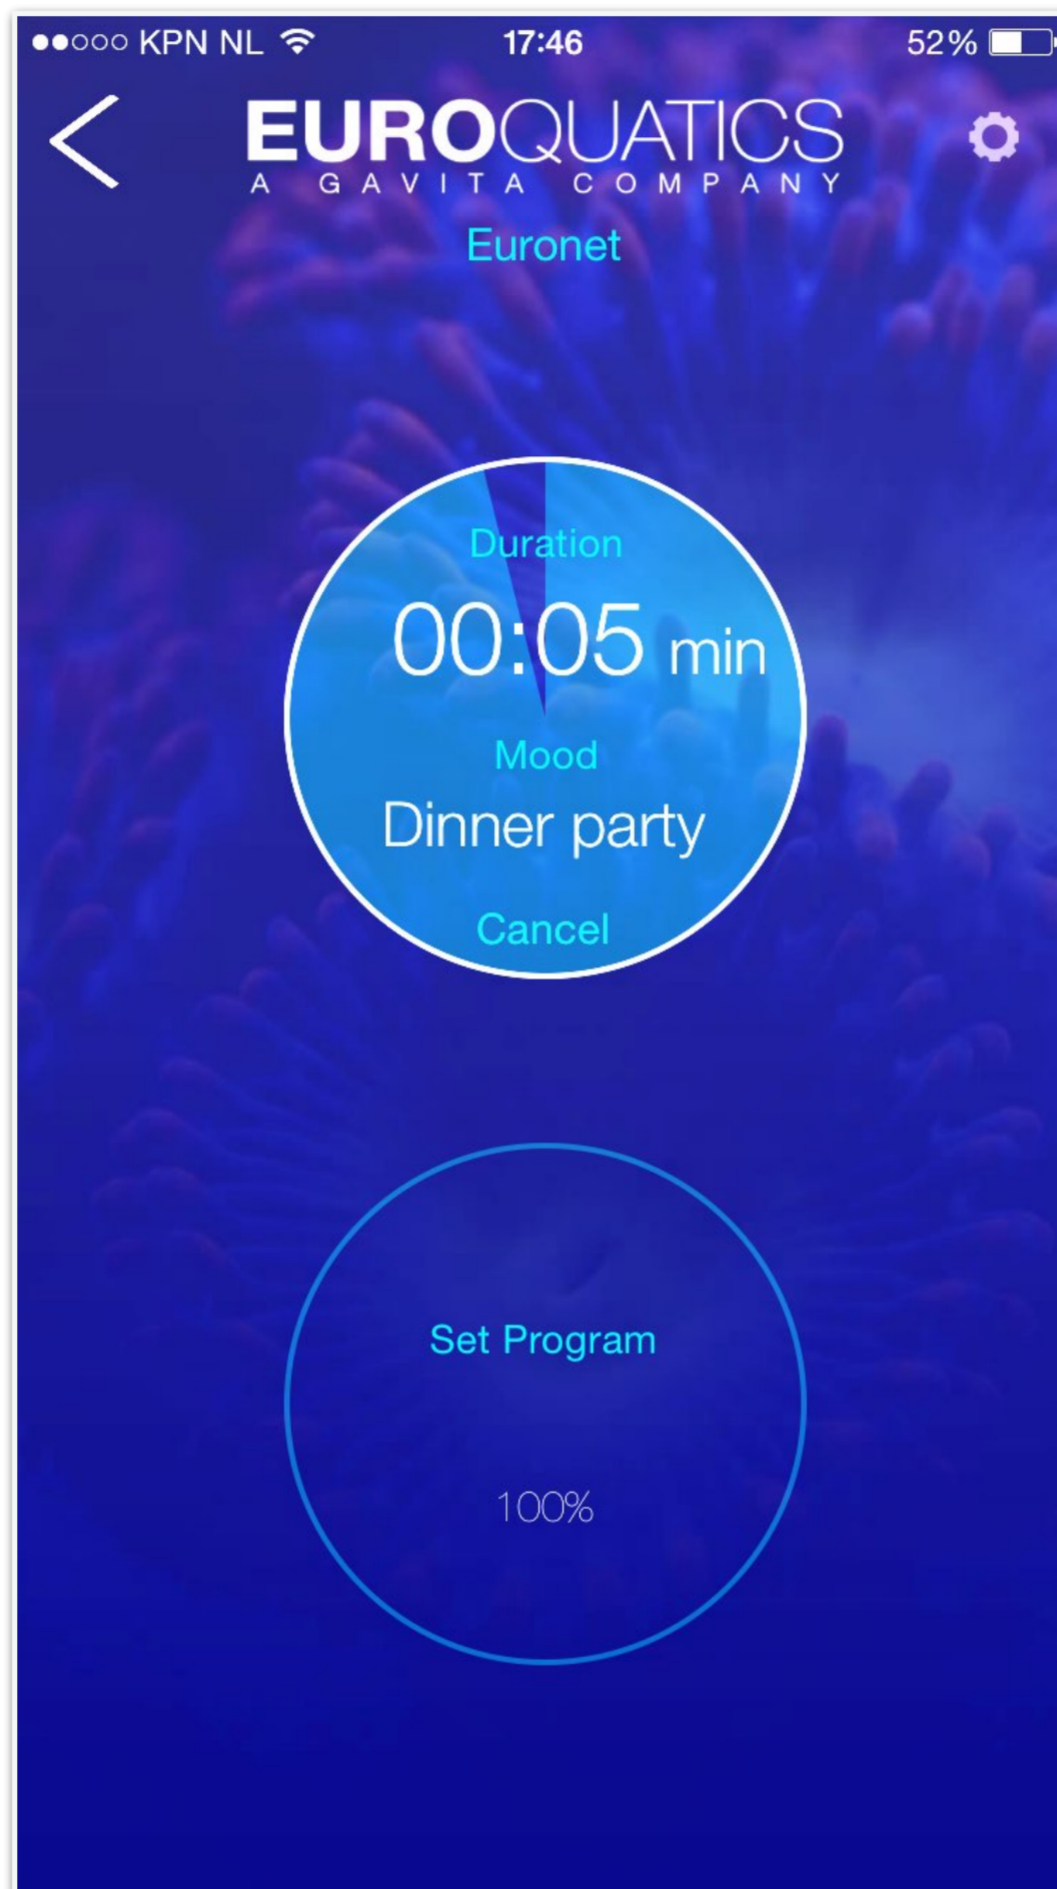 KPN NL 17:46 52%
EUROQUATICS
A GAVITA COMPANY
Euronet
Duration
00:05 min
Mood
Dinner party
Cancel
Set Program
100%